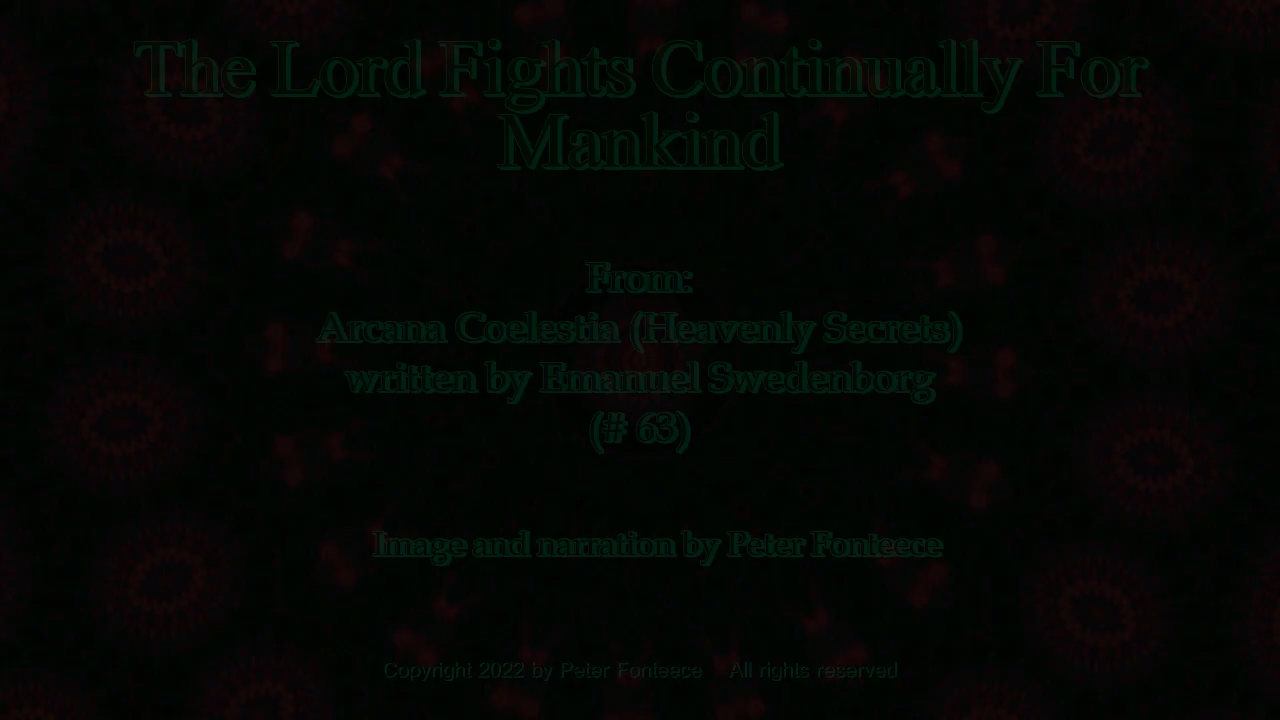 The Lord Fights Continually For
Mankind
From:
Arcana Coelestia (Heavenly Secrets)
written by Emanuel Swedenborg
(# 63)
Image and narration by Peter Fonteece
Copyright 2022 by Peter Fonteece All rights reserved